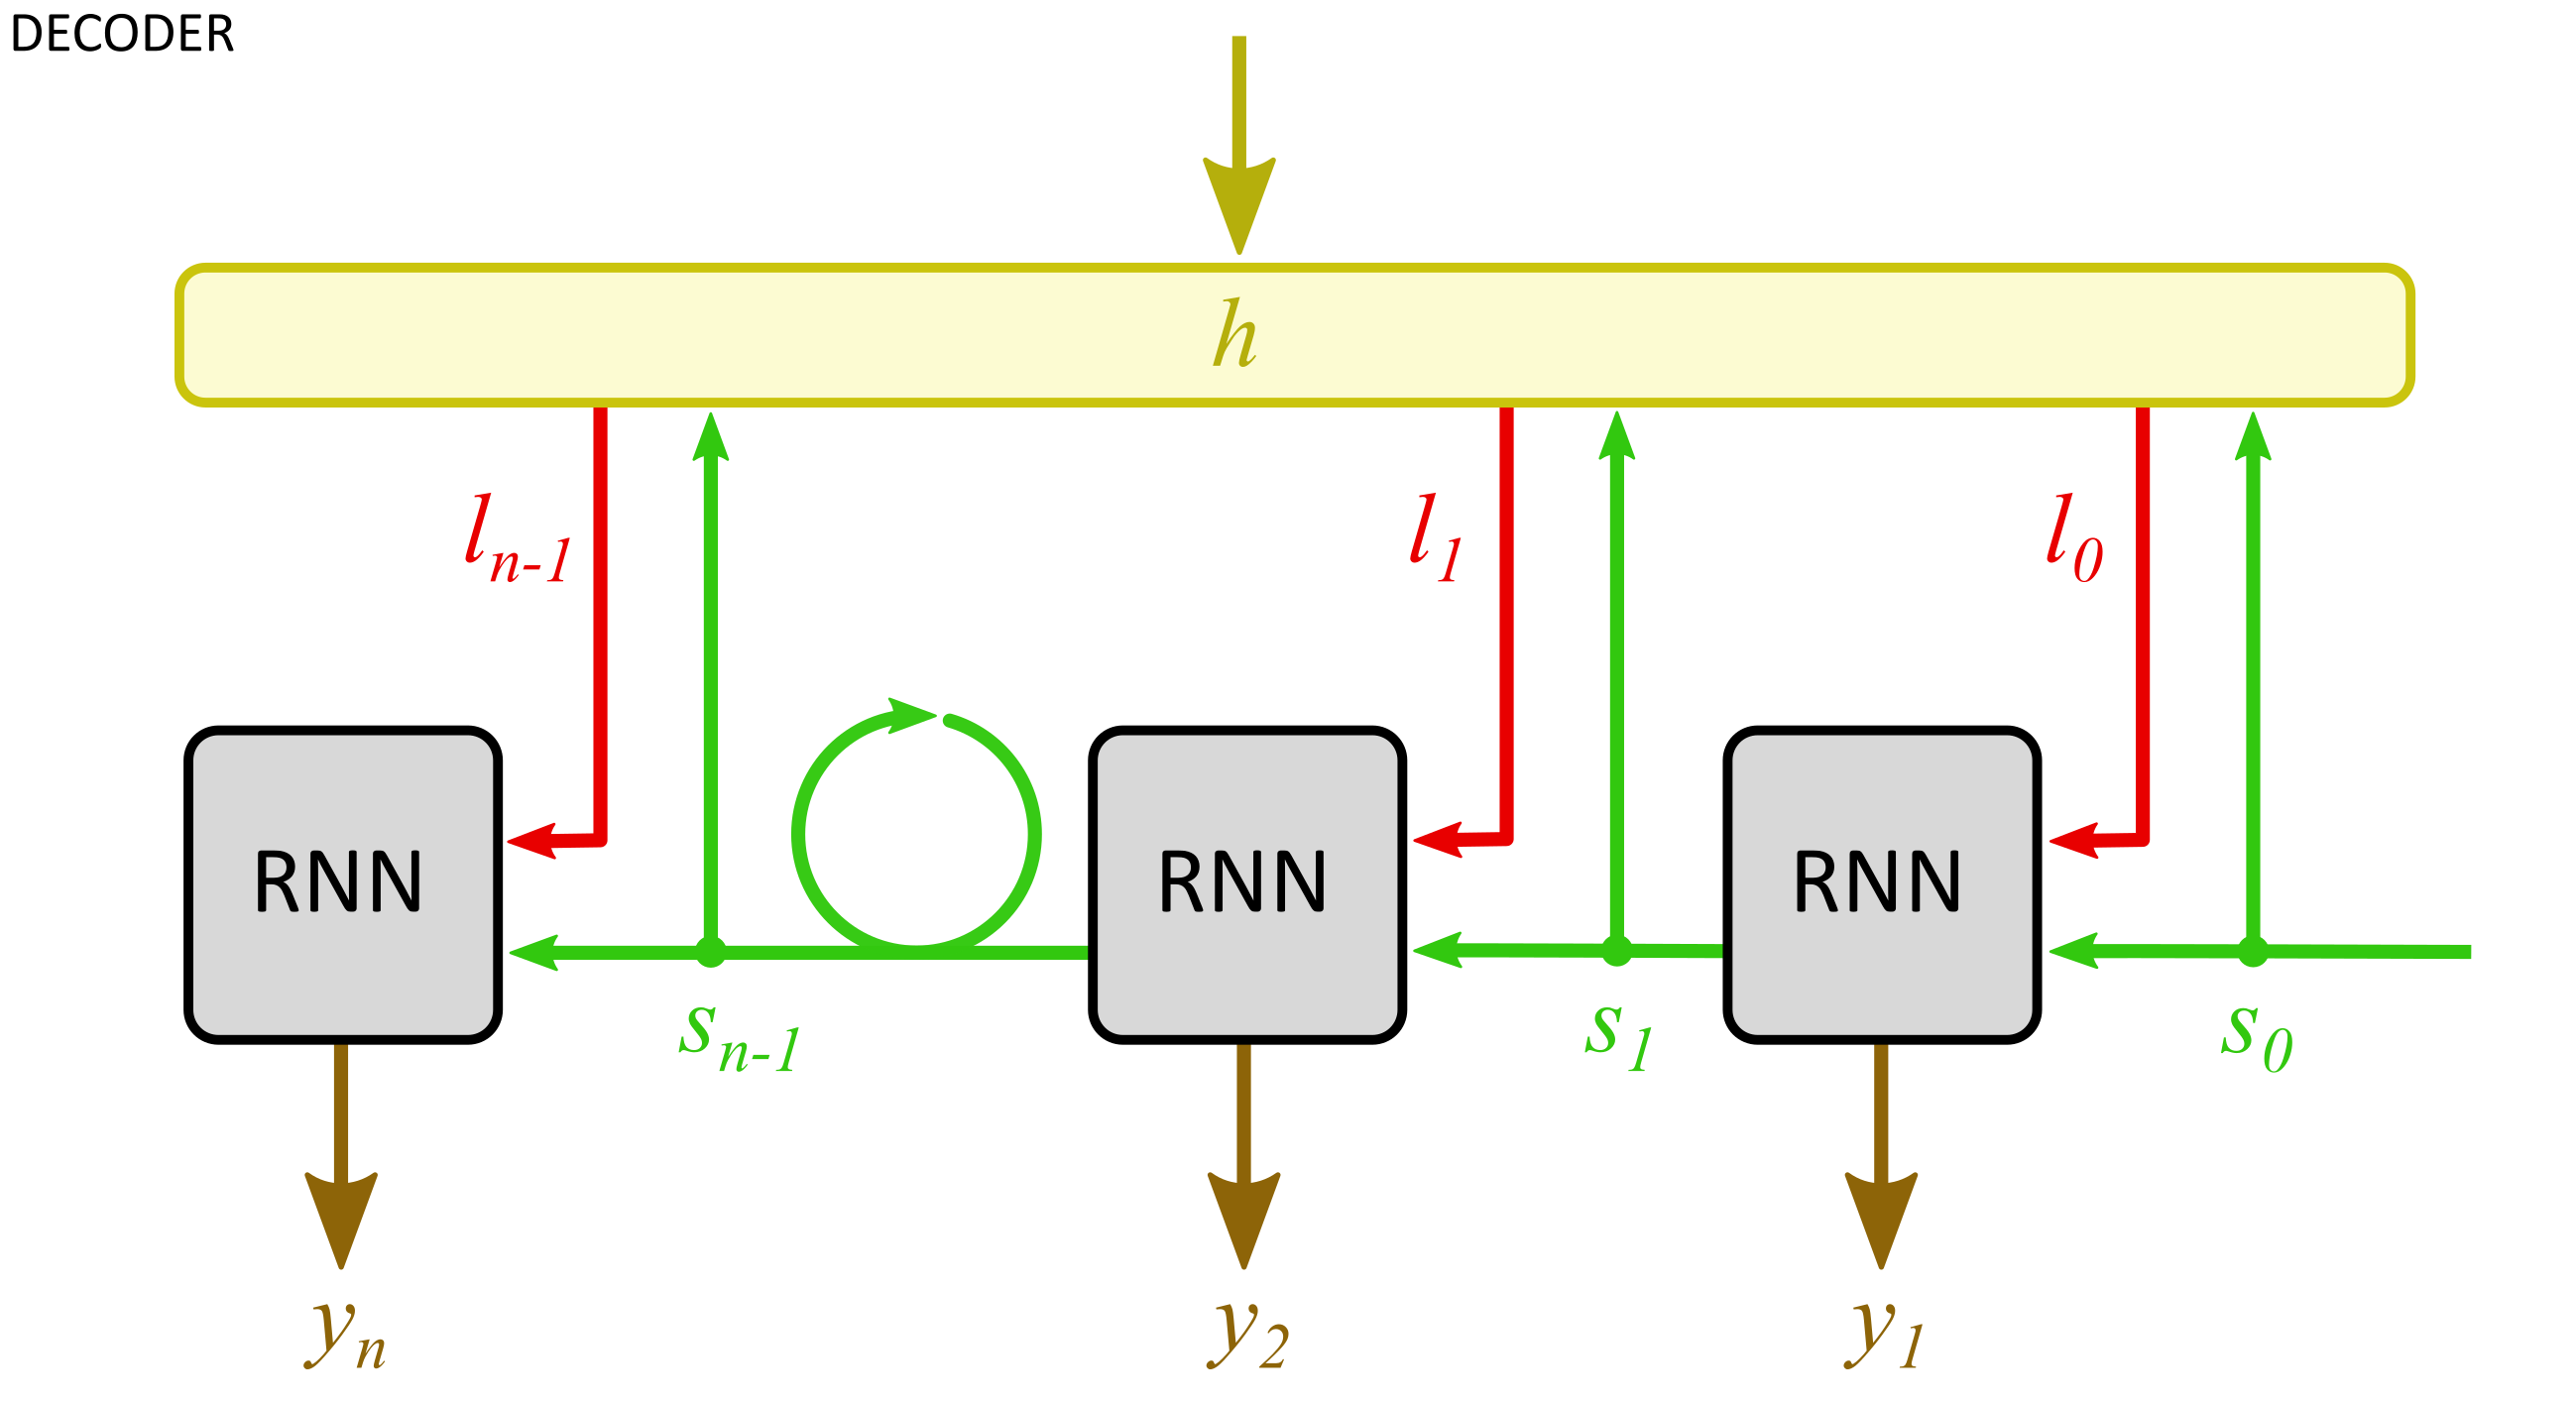 DECODER
h
l_{n-1} l_1 l_0
RNN RNN RNN
s_{n-1} s_1 s_0
y_n y_2 y_1